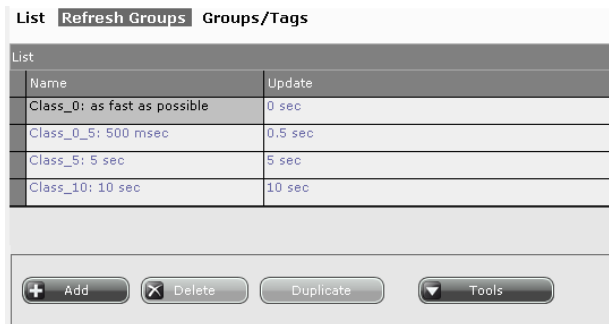 List Refresh Groups Groups/Tags
List
Name Update
Class_0: as fast as possible 0 sec
Class_0_5: 500 msec 0.5 sec
Class_5: 5 sec 5 sec
Class_10: 10 sec 10 sec
Add Delete Duplicate Tools